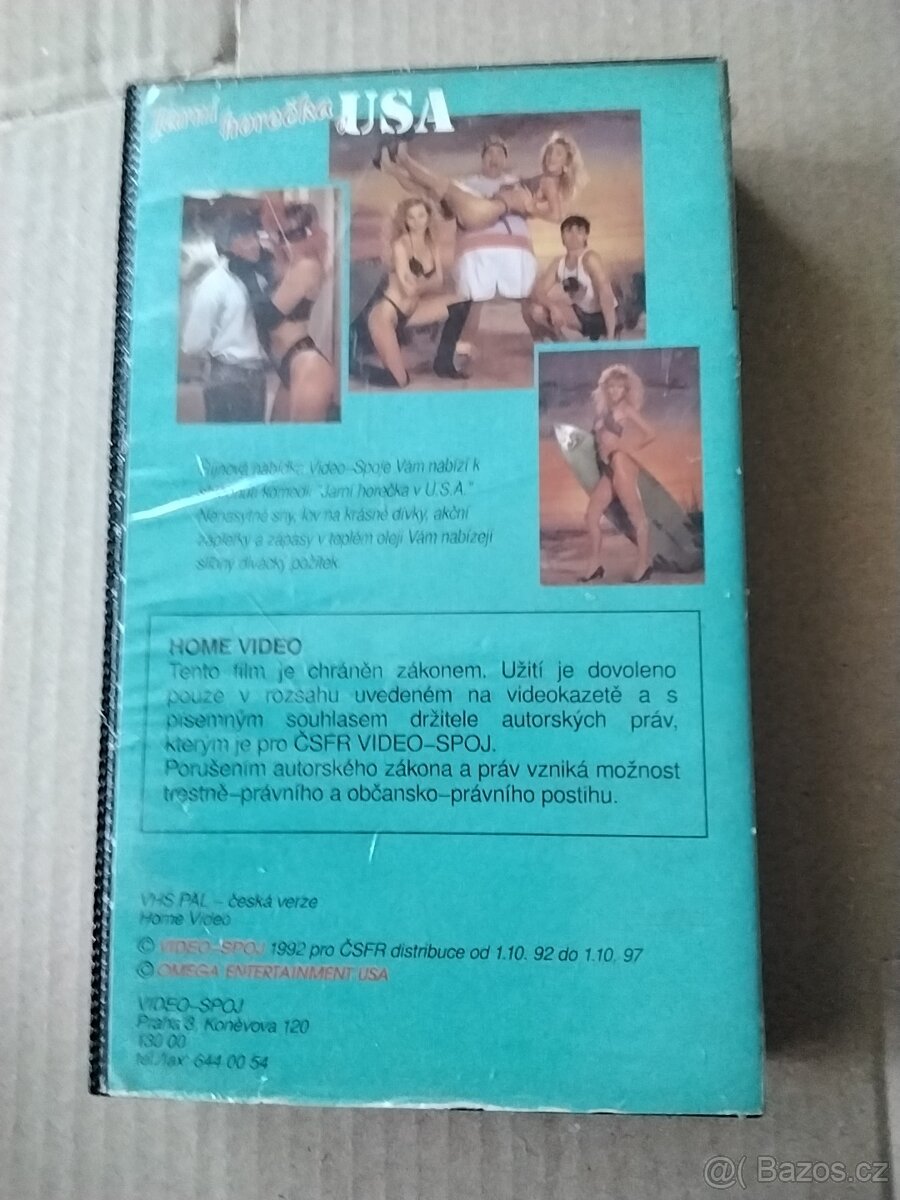 Jarní horečka v USA
Říjnová nabídka Video-Spoje Vám nabízí k
komedii "Jarní horečka v U.S.A."
Nenasytné sny, lov na krásné dívky, akční
zápletky a zápasy v teplém oleji Vám nabízejí
slibný divácký požitek.
HOME VIDEO
Tento film je chráněn zákonem. Užití je dovoleno
pouze v rozsahu uvedeném na videokazetě a s
písemným souhlasem držitele autorských práv,
kterým je pro ČSFR VIDEO-SPOJ.
Porušením autorského zákona a práv vzniká možnost
trestně-právního a občansko-právního postihu.
VHS PAL - česká verze
Home Video
© VIDEO-SPOJ 1992 pro ČSFR distribuce od 1.10. 92 do 1.10. 97
© OMEGA ENTERTAINMENT USA
VIDEO-SPOJ
Praha 3, Koněvova 120
130 00
tel./fax: 644 00 54
@( Bazos.cz